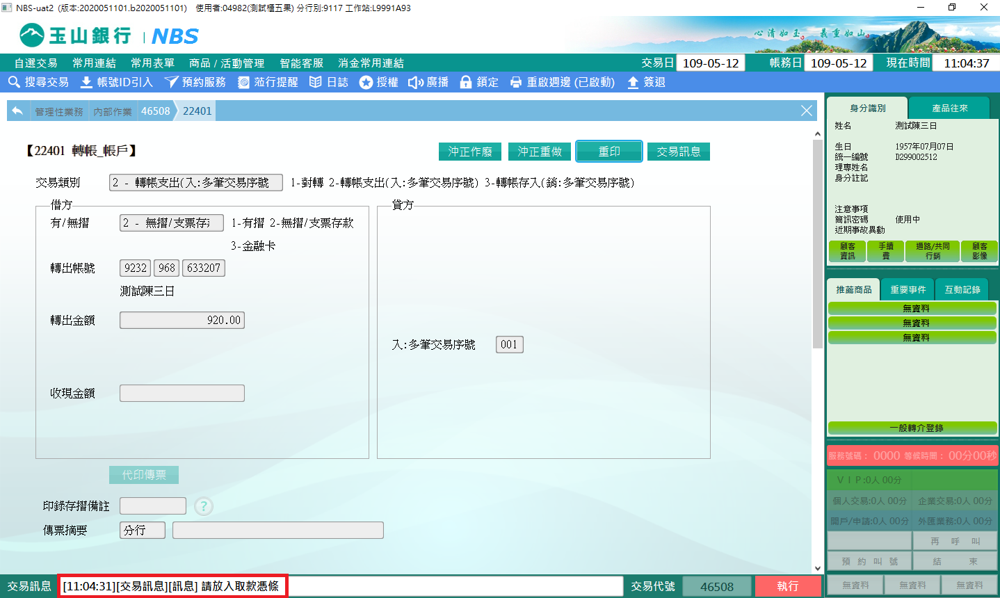 NBS-uat2 (版本:2020051101.b2020051101) 使用者:04982(測試櫃五果) 分行別:9117 工作站:L9991A93
玉山銀行 NBS
心清如玉。義重如山。
自選交易 常用連結 常用表單 商品 / 活動管理 智能客服 消金常用連結 交易日 109-05-12 帳務日 109-05-12 現在時間 11:04:37
搜尋交易 帳號ID引入 預約服務 蒞行提醒 日誌 授權 廣播 鎖定 重啟週邊 (已啟動) 簽退
管理性業務 內部作業 46508 22401
【22401 轉帳_帳戶】 沖正作廢 沖正重做 重印 交易訊息
交易類別 2 - 轉帳支出(入:多筆交易序號 1-對轉 2-轉帳支出(入:多筆交易序號) 3-轉帳存入(銷:多筆交易序號)
借方
有/無摺 2 - 無摺/支票存 1-有摺 2-無摺/支票存款
3-金融卡
轉出帳號 9232 968 633207
測試陳三日
轉出金額 920.00
收現金額
貸方
入:多筆交易序號 001
代印傳票
印錄存摺備註 ?
傳票摘要 分行
交易訊息 [11:04:31][交易訊息][訊息] 請放入取款憑條 交易代號 46508 執行
身分識別 產品往來
姓名 測試陳三日
生日 1957年07月07日
統一編號 D299002512
理專姓名
身分註記
注意事項
簡訊密碼 使用中
近期事故異動
顧客資訊 手續費 通路/共同行銷 顧客影像
推薦商品 重要事件 互動記錄
無資料
無資料
無資料
一般轉介登錄
服務號碼： 0000 等候時間： 00分00秒
ＶＩＰ:0人 00分
個人交易:0人 00分 企業交易:0人 00分
開戶/申請:0人 00分 外匯業務:0人 00分
再呼叫
預約叫號 結束
無資料 無資料 無資料